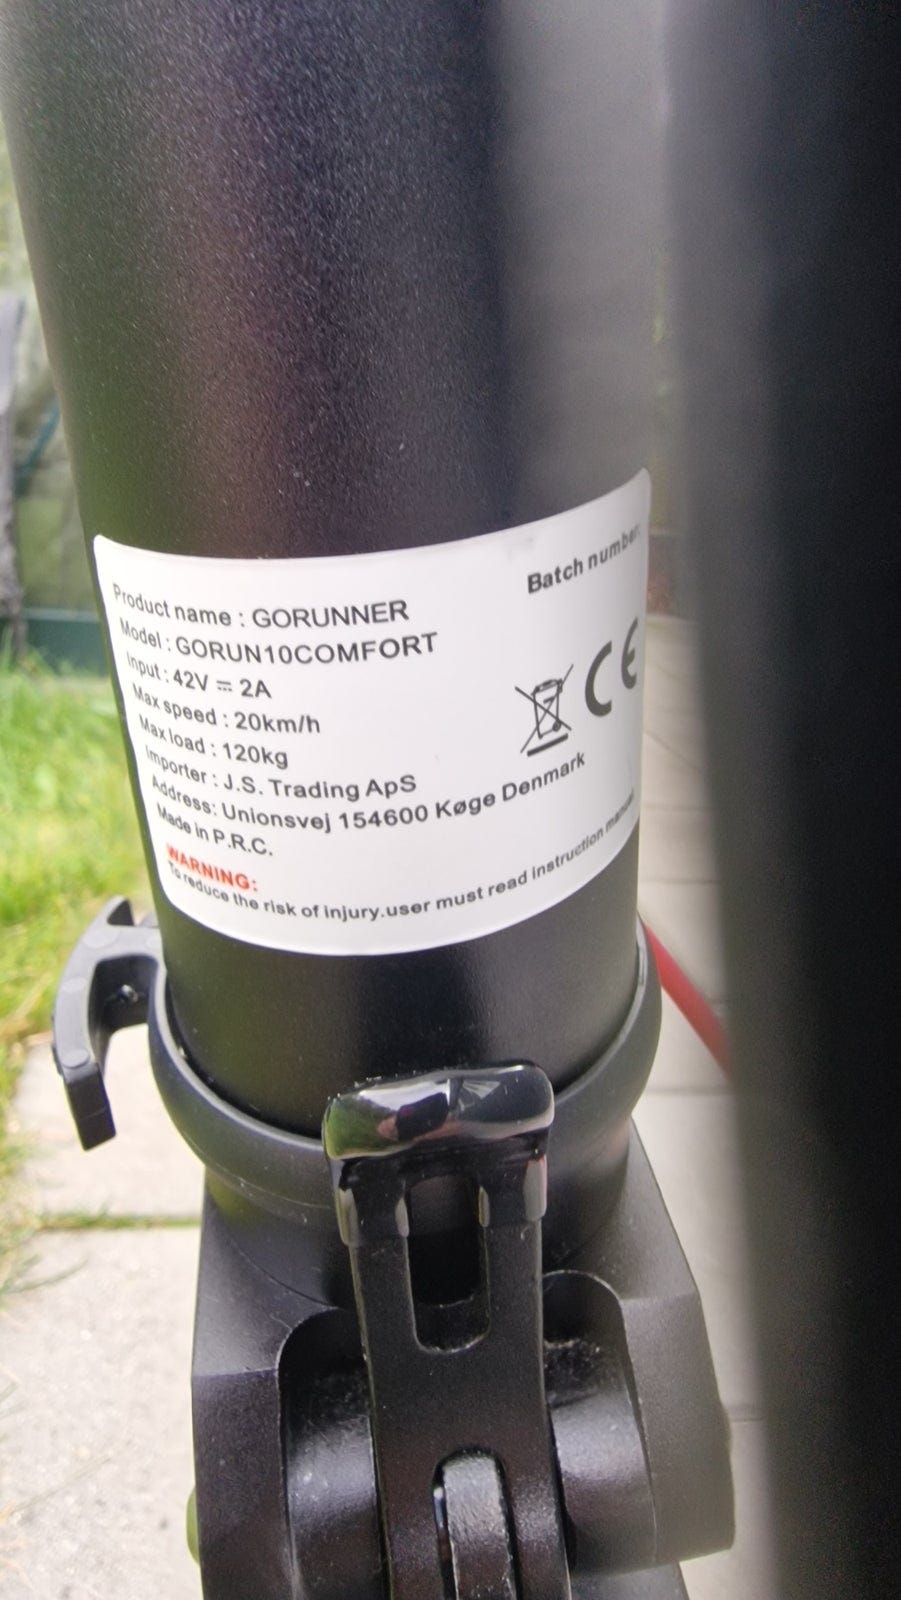 Product name : GORUNNER
Model : GORUN10COMFORT
Input : 42V ⎓ 2A
Max speed : 20km/h
Max load : 120kg
Importer : J.S. Trading ApS
Address: Unionsvej 154600 Køge Denmark
Made in P.R.C.
WARNING:
To reduce the risk of injury.user must read instruction manual
Batch number:
CE